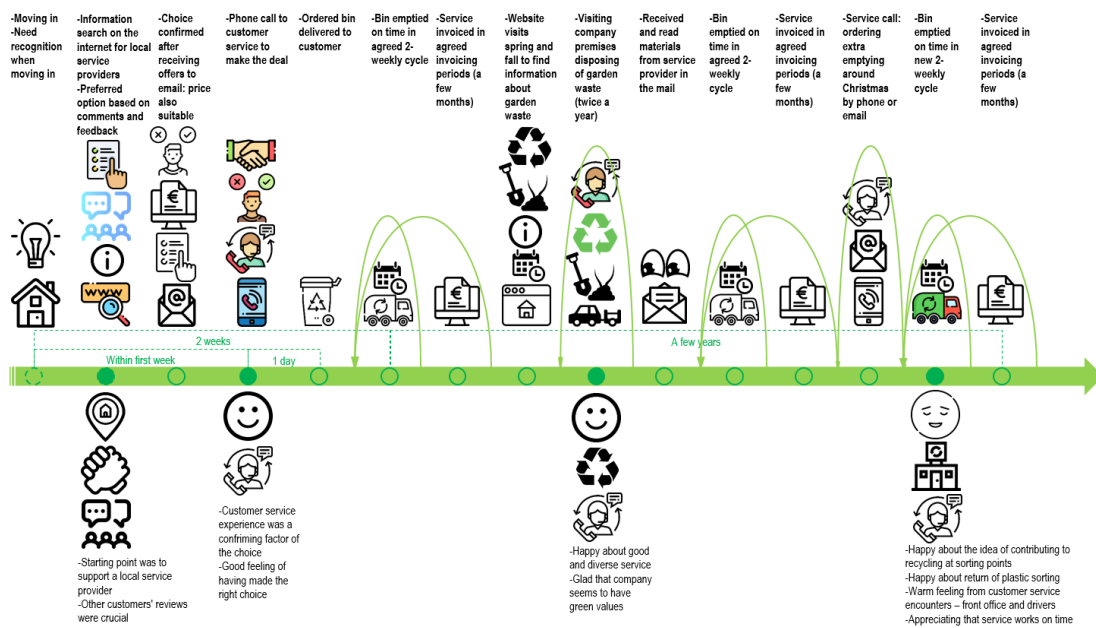 -Moving in
-Need
recognition
when
moving in
-Information
search on the
internet for local
service
providers
-Preferred
option based on
comments and
feedback
-Choice
confirmed
after
receiving
offers to
email: price
also
suitable
-Phone call to
customer
service to
make the deal
-Ordered bin
delivered to
customer
-Bin emptied
on time in
agreed 2-
weekly cycle
-Service
invoiced in
agreed
invoicing
periods (a
few
months)
-Website
visits
spring and
fall to find
information
about
garden
waste
-Visiting
company
premises
disposing of
garden
waste
(twice a
year)
-Received
and read
materials
from service
provider in
the mail
-Bin
emptied on
time in
agreed 2-
weekly
cycle
-Service
invoiced in
agreed
invoicing
periods (a
few
months)
-Service call:
ordering
extra
emptying
around
Christmas
by phone or
email
-Bin
emptied
on time in
new 2-
weekly
cycle
-Service
invoiced in
agreed
invoicing
periods (a
few
months)
€
www
€
@
€
€
@
€
2 weeks
A few years
Within first week
1 day
-Starting point was to
support a local service
provider
-Other customers' reviews
were crucial
-Customer service
experience was a
confriming factor of
the choice
-Good feeling of
having made the
right choice
-Happy about good
and diverse service
-Glad that company
seems to have
green values
-Happy about the idea of contributing to
recycling at sorting points
-Happy about return of plastic sorting
-Warm feeling from customer service
encounters – front office and drivers
-Appreciating that service works on time